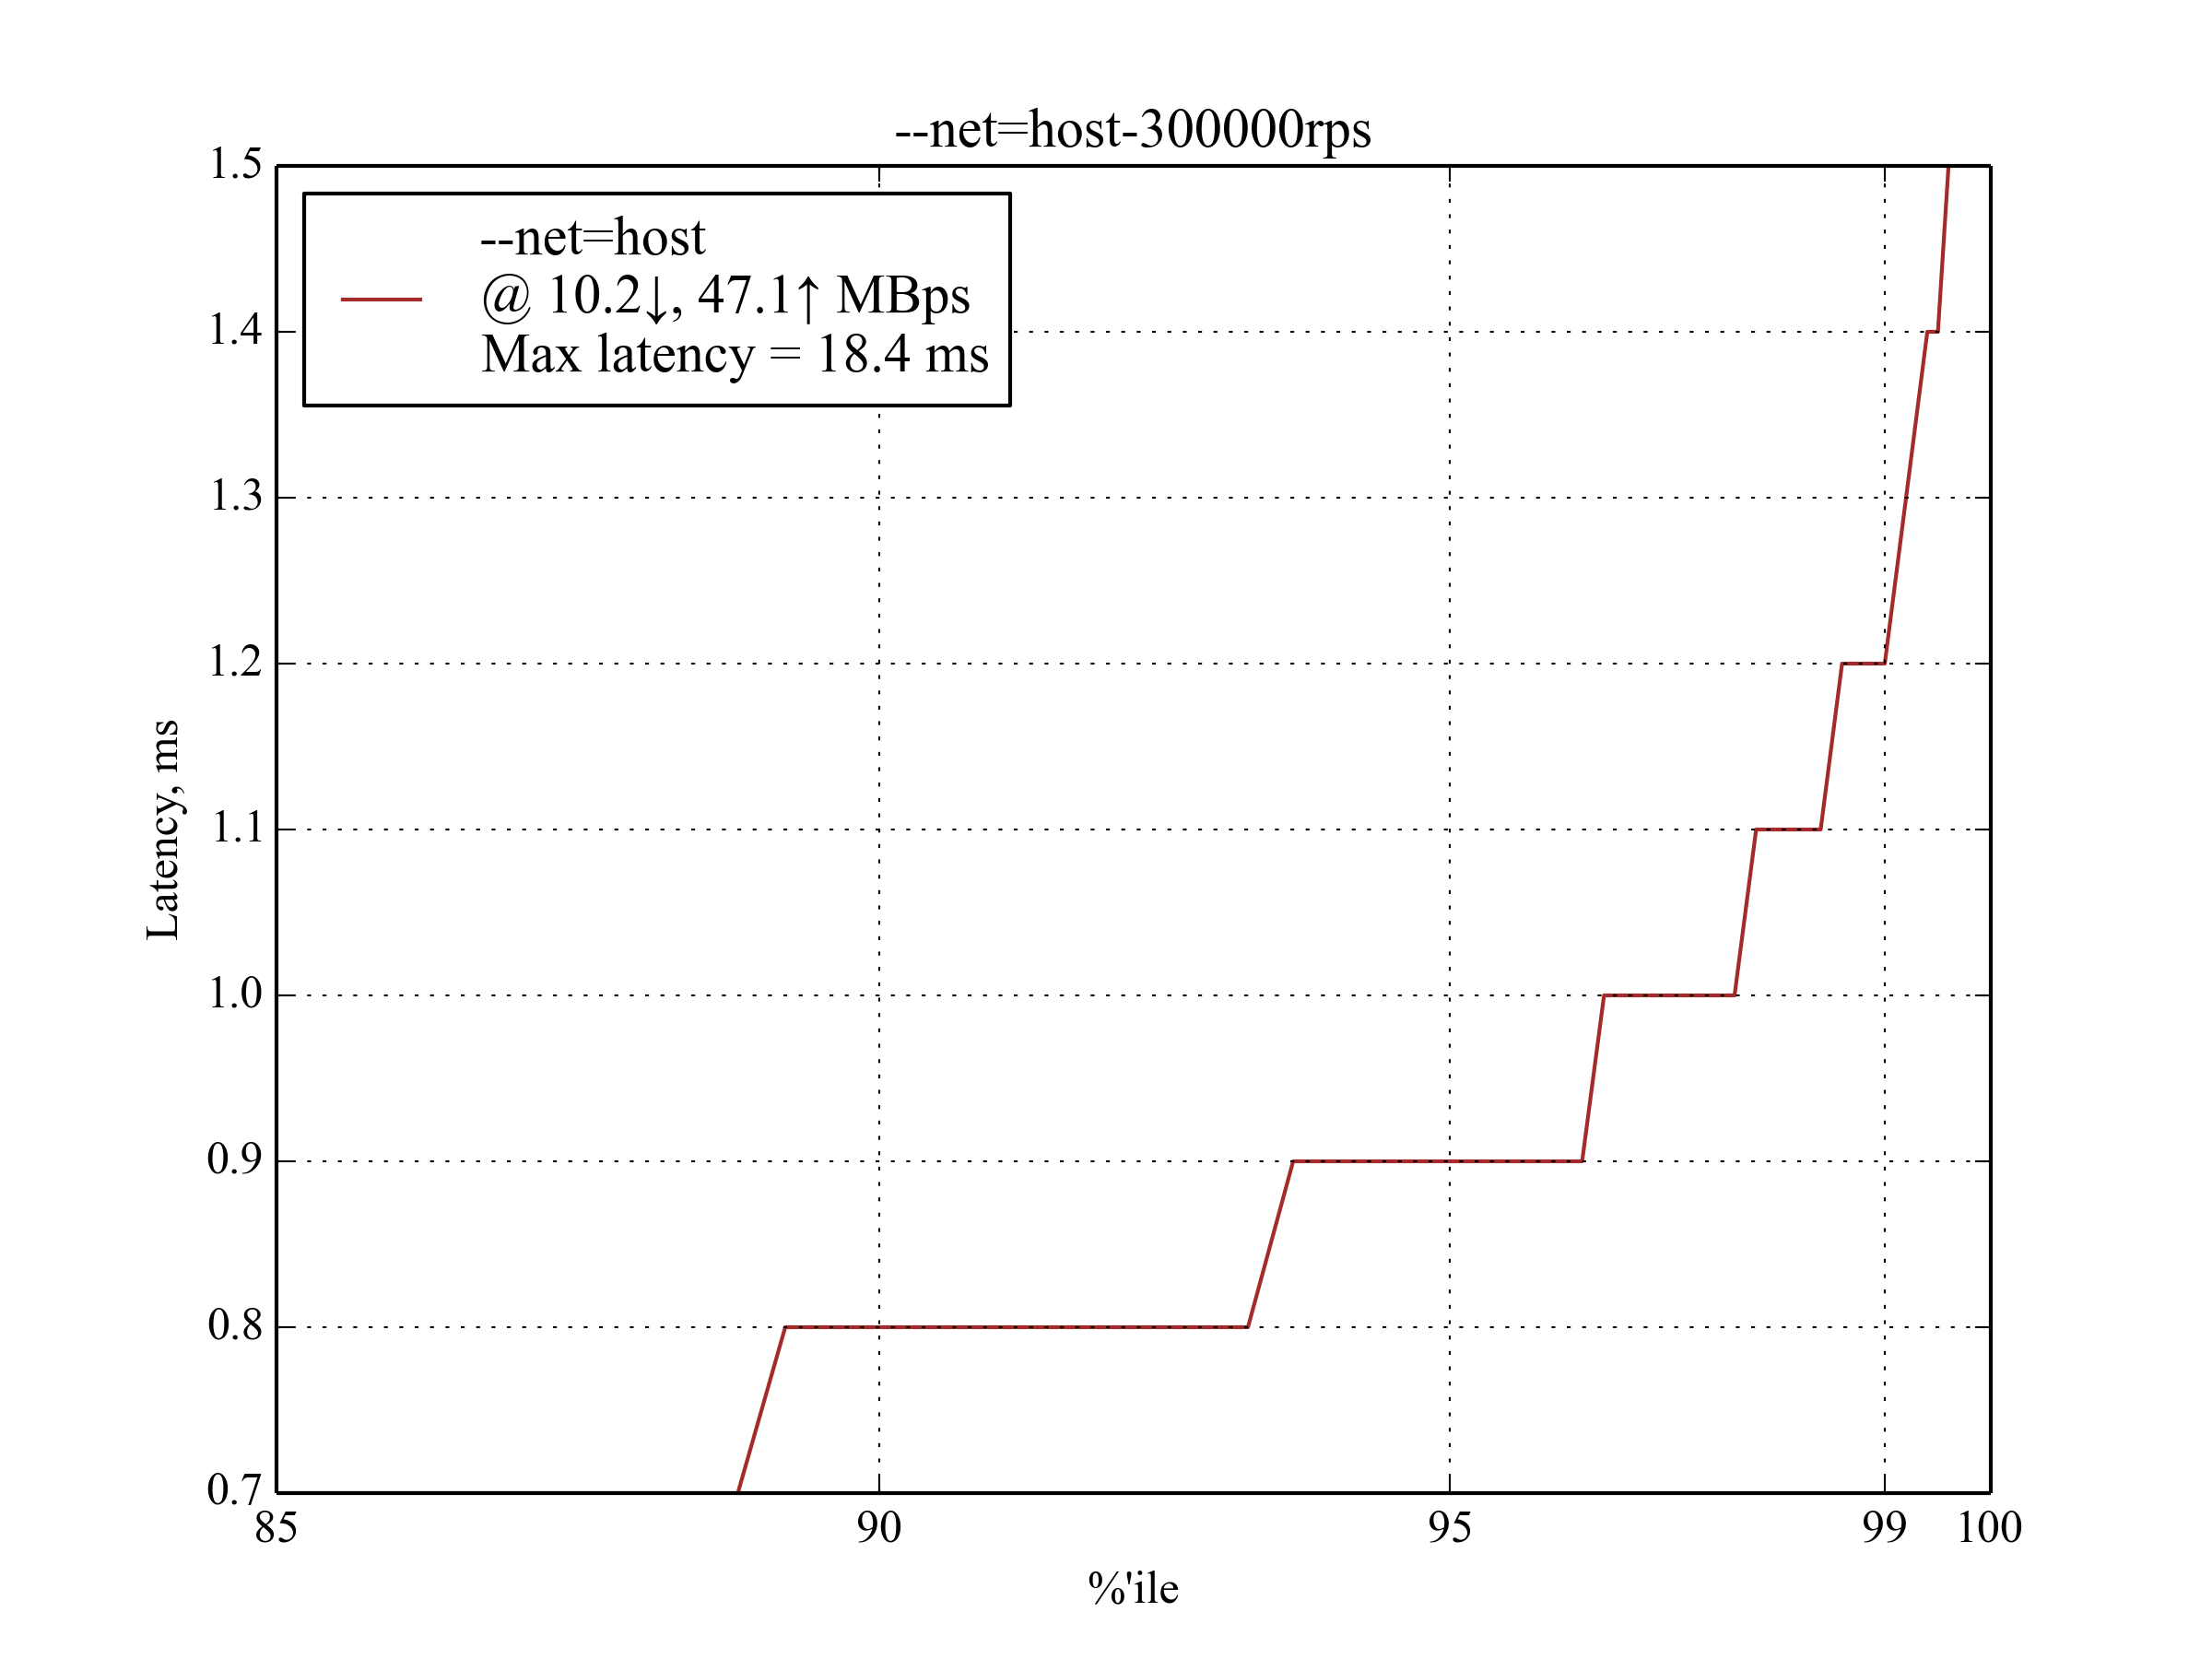 --net=host-300000rps
--net=host
@ 10.2↓, 47.1↑ MBps
Max latency = 18.4 ms
1.5
1.4
1.3
1.2
1.1
1.0
0.9
0.8
0.7
Latency, ms
85 90 95 99 100
%'ile